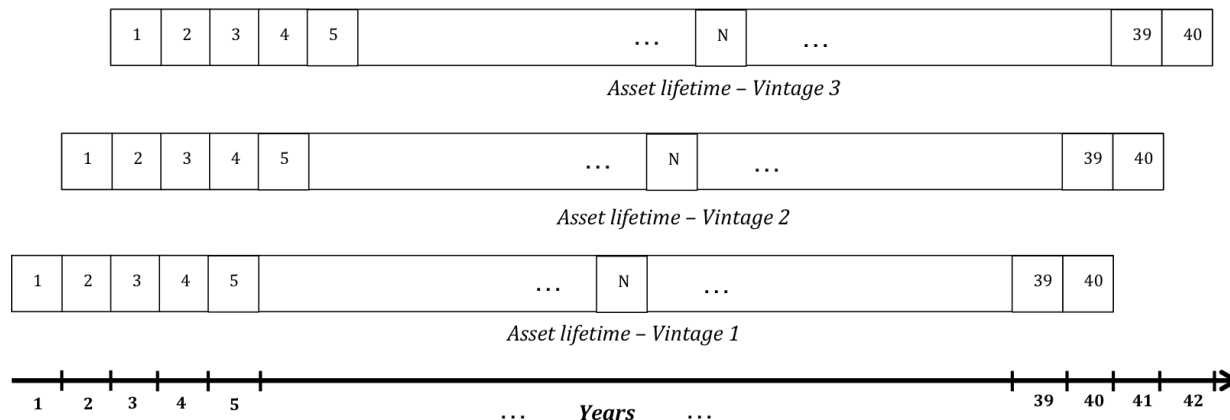 1 2 3 4 5 ... N ... 39 40
Asset lifetime – Vintage 3
1 2 3 4 5 ... N ... 39 40
Asset lifetime – Vintage 2
1 2 3 4 5 ... N ... 39 40
Asset lifetime – Vintage 1
1 2 3 4 5 39 40 41 42
... Years ...